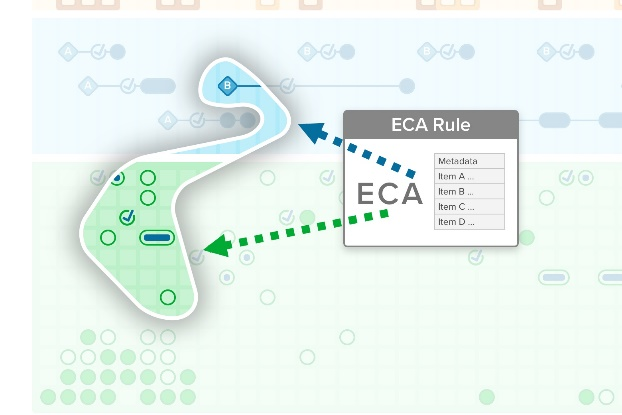 A
B
B
B
A
B
A
ECA Rule
ECA
Metadata
Item A ...
Item B ...
Item C ...
Item D ...